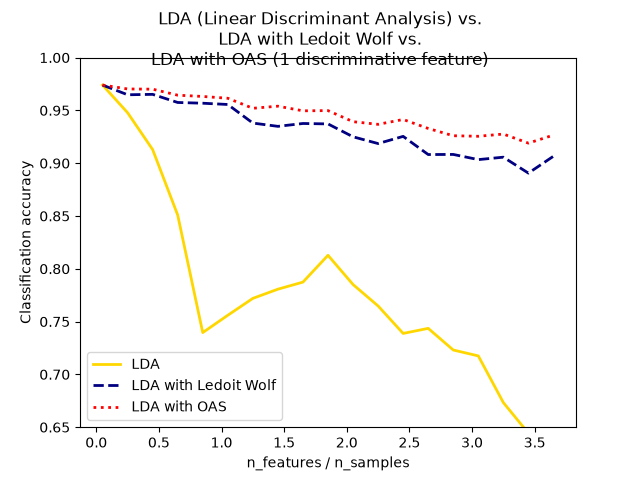 LDA (Linear Discriminant Analysis) vs.
LDA with Ledoit Wolf vs.
LDA with OAS (1 discriminative feature)
1.00
0.95
0.90
0.85
0.80
0.75
0.70
0.65
Classification accuracy
LDA
LDA with Ledoit Wolf
LDA with OAS
0.0 0.5 1.0 1.5 2.0 2.5 3.0 3.5
n_features / n_samples